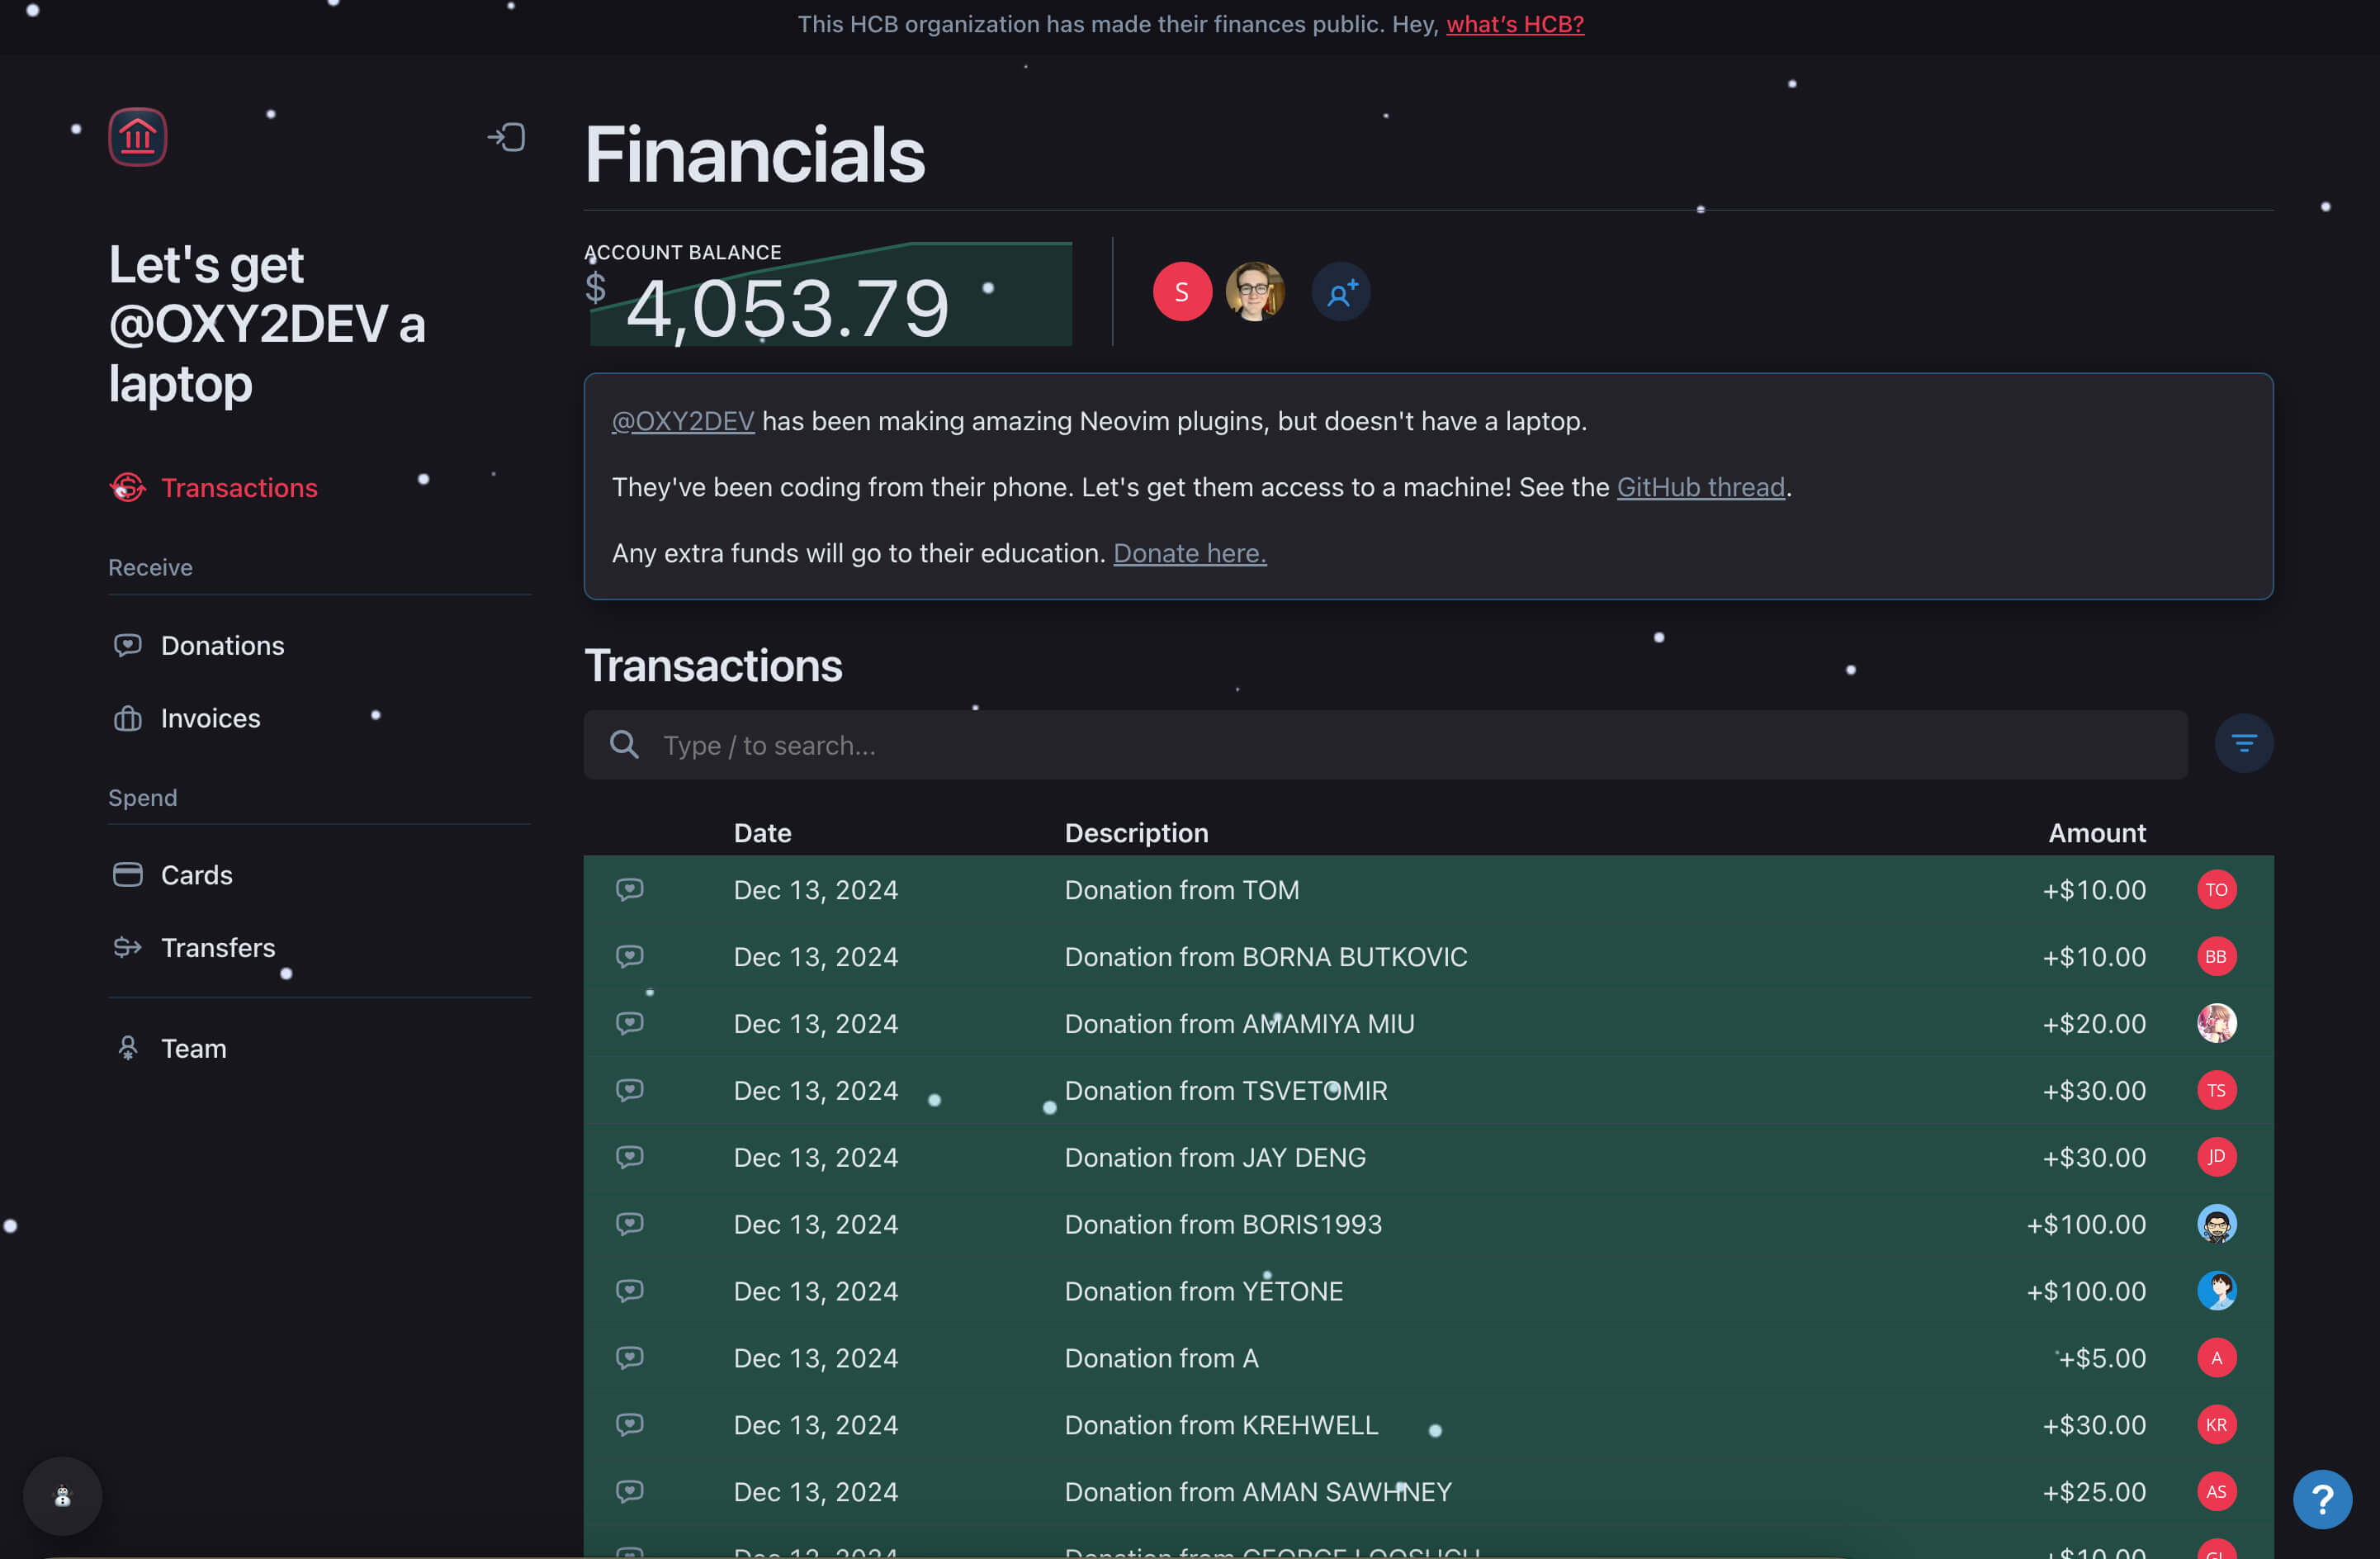 This HCB organization has made their finances public. Hey, what's HCB?
Let's get
@OXY2DEV a
laptop
Transactions
Receive
Donations
Invoices
Spend
Cards
Transfers
Team
Financials
ACCOUNT BALANCE
$ 4,053.79
S
@OXY2DEV has been making amazing Neovim plugins, but doesn't have a laptop.
They've been coding from their phone. Let's get them access to a machine! See the GitHub thread.
Any extra funds will go to their education. Donate here.
Transactions
Type / to search...
Date Description Amount
Dec 13, 2024 Donation from TOM +$10.00 TO
Dec 13, 2024 Donation from BORNA BUTKOVIC +$10.00 BB
Dec 13, 2024 Donation from AMAMIYA MIU +$20.00
Dec 13, 2024 Donation from TSVETOMIR +$30.00 TS
Dec 13, 2024 Donation from JAY DENG +$30.00 JD
Dec 13, 2024 Donation from BORIS1993 +$100.00
Dec 13, 2024 Donation from YETONE +$100.00
Dec 13, 2024 Donation from A +$5.00 A
Dec 13, 2024 Donation from KREHWELL +$30.00 KR
Dec 13, 2024 Donation from AMAN SAWHNEY +$25.00 AS
Dec 13, 2024 Donation from GEORGE +$10.00
?